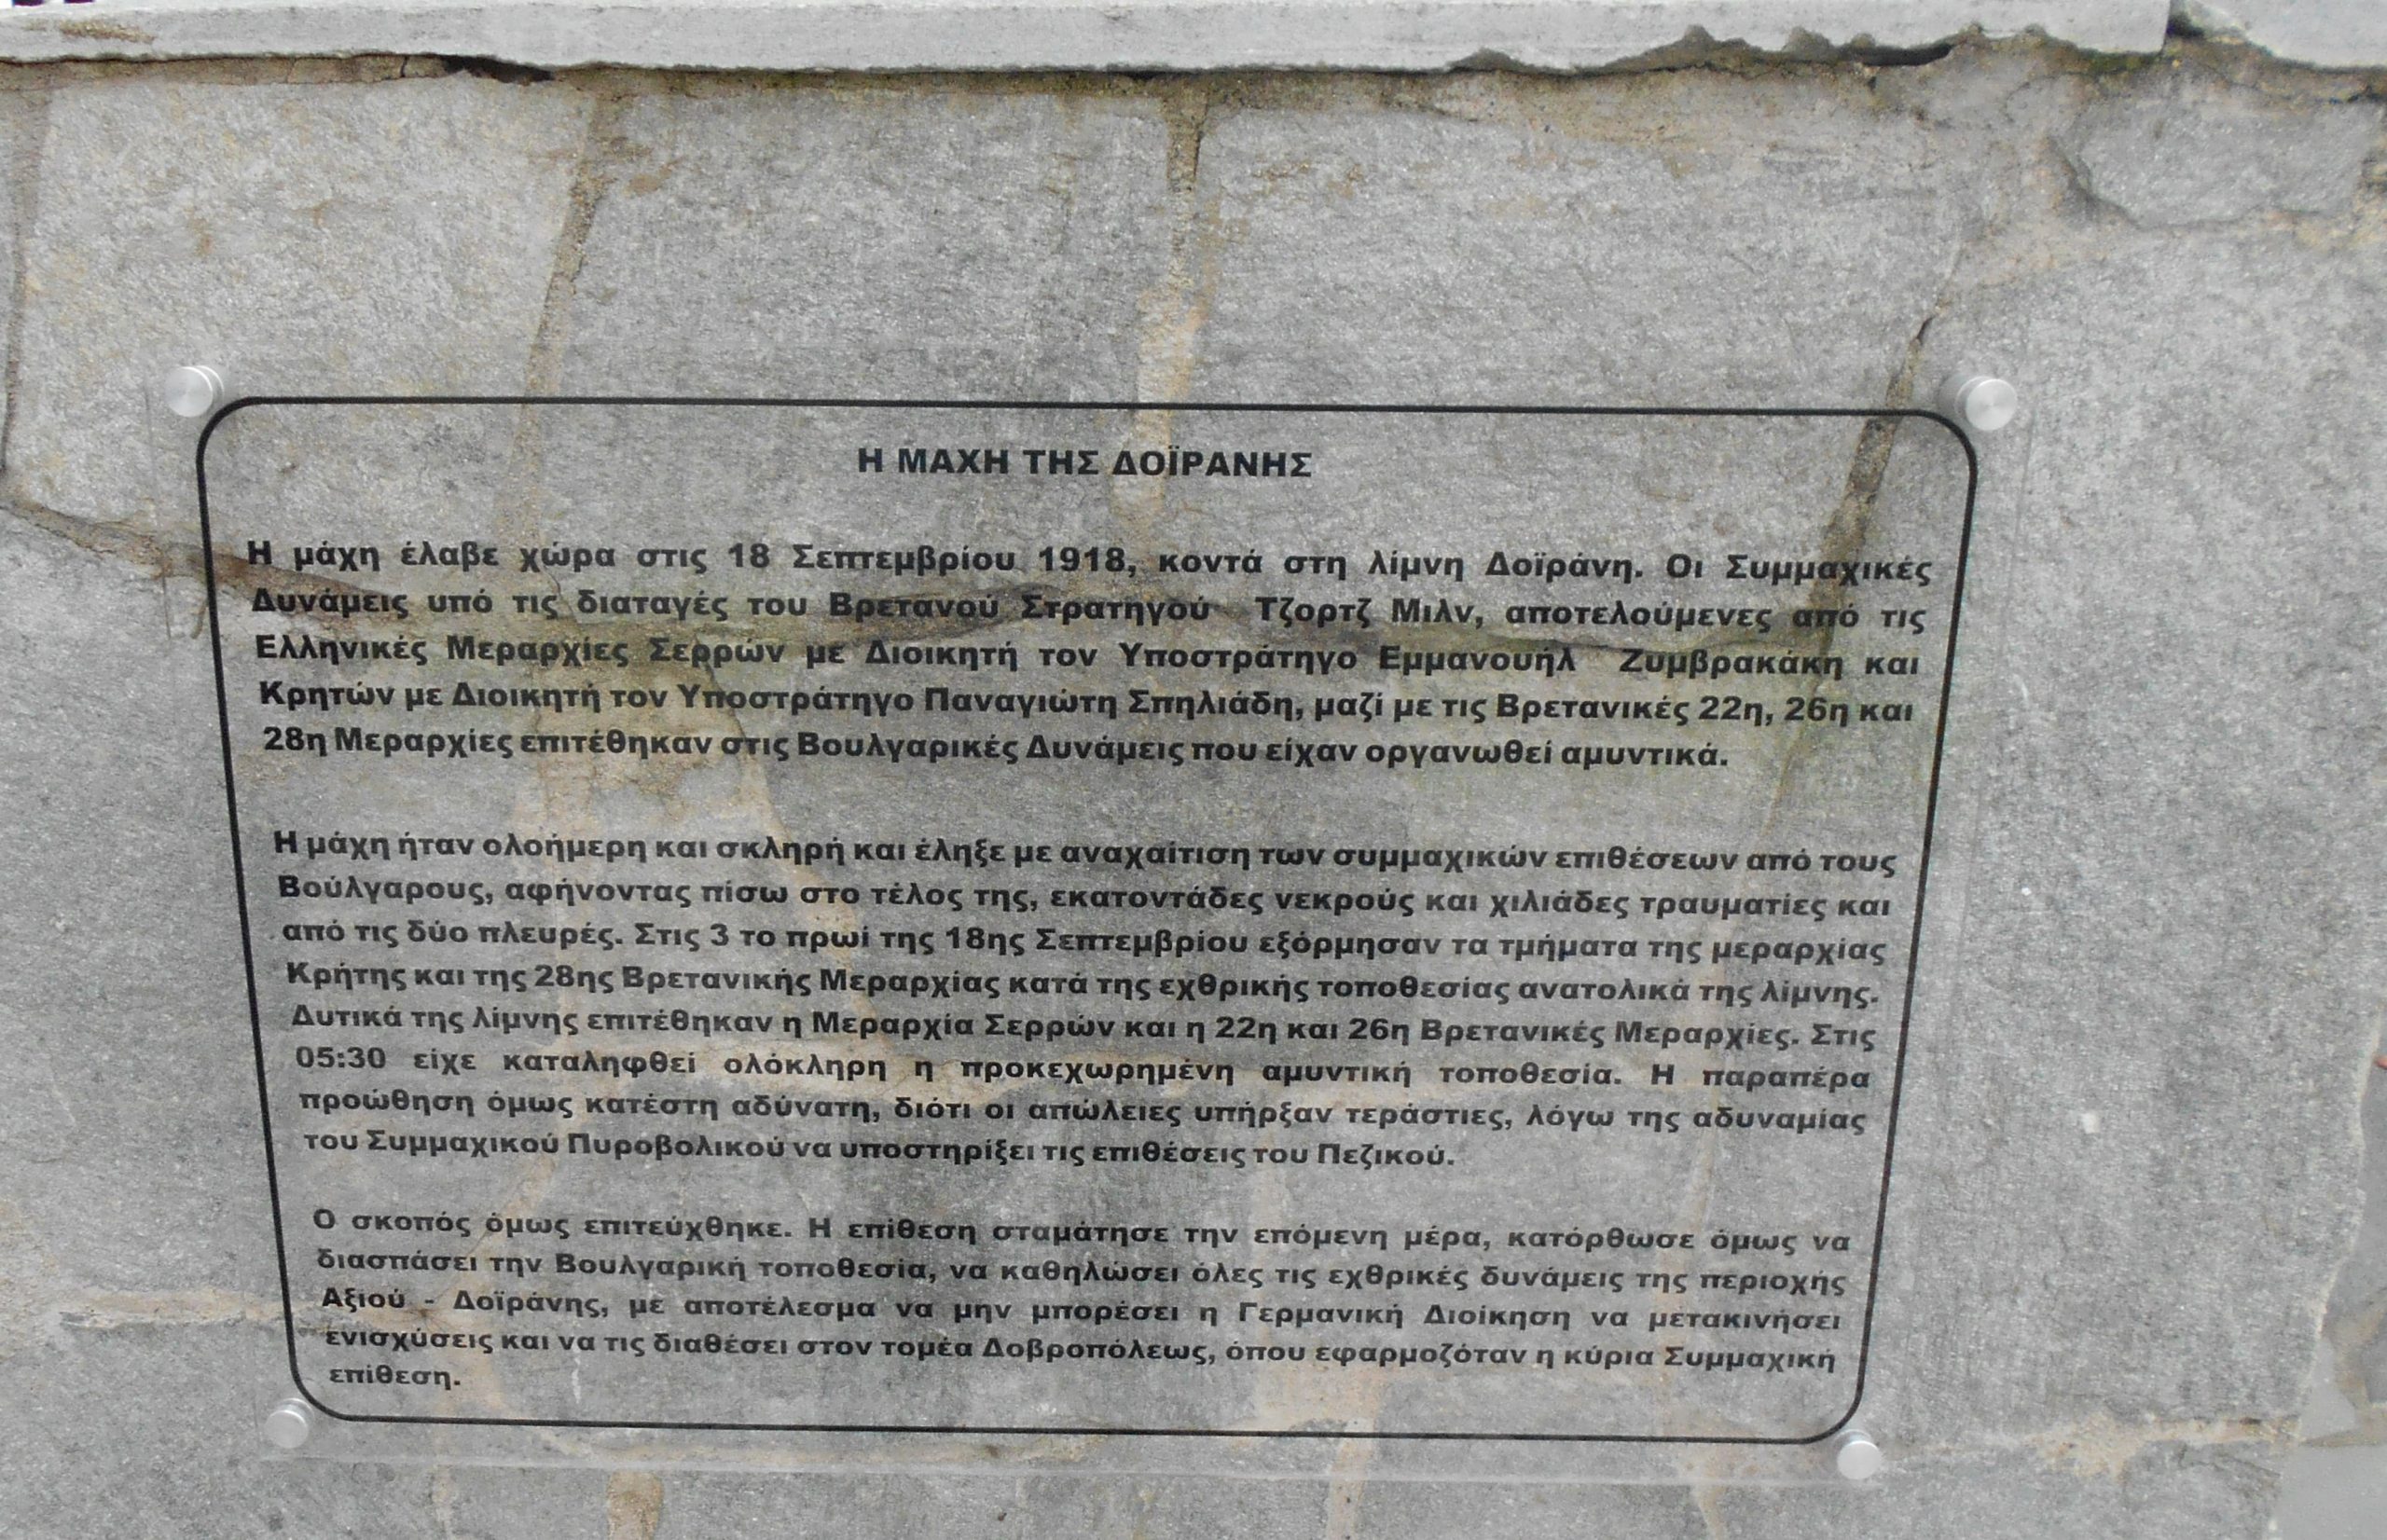 Η ΜΑΧΗ ΤΗΣ ΔΟΪΡΑΝΗΣ
Η μάχη έλαβε χώρα στις 18 Σεπτεμβρίου 1918, κοντά στη λίμνη Δοϊράνη. Οι Συμμαχικές
Δυνάμεις υπό τις διαταγές του Βρετανού Στρατηγού Τζορτζ Μιλν, αποτελούμενες από τις
Ελληνικές Μεραρχίες Σερρών με Διοικητή τον Υποστράτηγο Εμμανουήλ Ζυμβρακάκη και
Κρητών με Διοικητή τον Υποστράτηγο Παναγιώτη Σπηλιάδη, μαζί με τις Βρετανικές 22η, 26η και
28η Μεραρχίες επιτέθηκαν στις Βουλγαρικές Δυνάμεις που είχαν οργανωθεί αμυντικά.
Η μάχη ήταν ολοήμερη και σκληρή και έληξε με αναχαίτιση των συμμαχικών επιθέσεων από τους
Βούλγαρους, αφήνοντας πίσω στο τέλος της, εκατοντάδες νεκρούς και χιλιάδες τραυματίες και
από τις δύο πλευρές. Στις 3 το πρωί της 18ης Σεπτεμβρίου εξόρμησαν τα τμήματα της μεραρχίας
Κρήτης και της 28ης Βρετανικής Μεραρχίας κατά της εχθρικής τοποθεσίας ανατολικά της λίμνης.
Δυτικά της λίμνης επιτέθηκαν η Μεραρχία Σερρών και η 22η και 26η Βρετανικές Μεραρχίες. Στις
05:30 είχε καταληφθεί ολόκληρη η προκεχωρημένη αμυντική τοποθεσία. Η παραπέρα
προώθηση όμως κατέστη αδύνατη, διότι οι απώλειες υπήρξαν τεράστιες, λόγω της αδυναμίας
του Συμμαχικού Πυροβολικού να υποστηρίξει τις επιθέσεις του Πεζικού.
Ο σκοπός όμως επιτεύχθηκε. Η επίθεση σταμάτησε την επόμενη μέρα, κατόρθωσε όμως να
διασπάσει την Βουλγαρική τοποθεσία, να καθηλώσει όλες τις εχθρικές δυνάμεις της περιοχής
Αξιού - Δοϊράνης, με αποτέλεσμα να μην μπορέσει η Γερμανική Διοίκηση να μετακινήσει
ενισχύσεις και να τις διαθέσει στον τομέα Δοβροπόλεως, όπου εφαρμοζόταν η κύρια Συμμαχική
επίθεση.